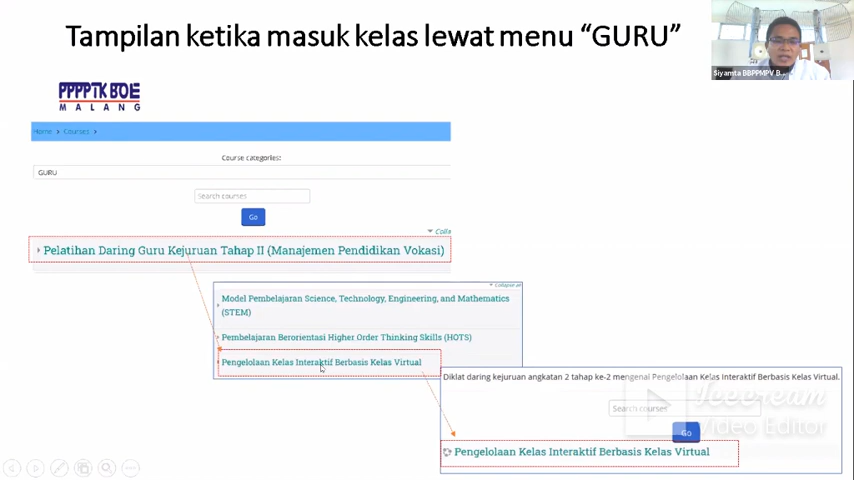 Tampilan ketika masuk kelas lewat menu “GURU”
Siyamta BBPPMPV B...
PPPPTK BOE
MALANG
Home > Courses >
Course categories:
GURU
Search courses
Go
Colla
Pelatihan Daring Guru Kejuruan Tahap II (Manajemen Pendidikan Vokasi)
Collapse all
Model Pembelajaran Science, Technology, Engineering, and Mathematics
(STEM)
Pembelajaran Berorientasi Higher Order Thinking Skills (HOTS)
Pengelolaan Kelas Interaktif Berbasis Kelas Virtual
Diklat daring kejuruan angkatan 2 tahap ke-2 mengenai Pengelolaan Kelas Interaktif Berbasis Kelas Virtual.
Search courses
Icecream
Video Editor
Go
Pengelolaan Kelas Interaktif Berbasis Kelas Virtual